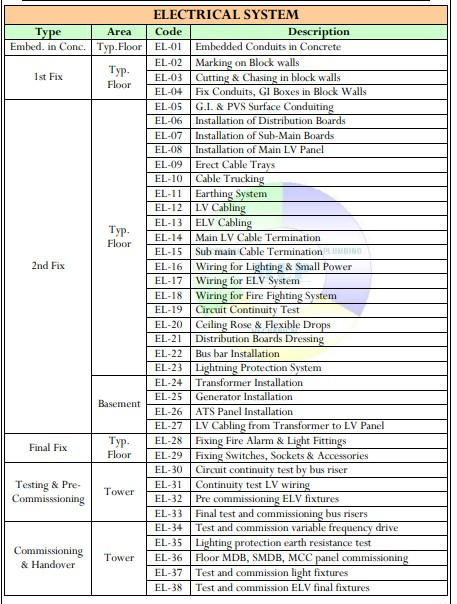 ELECTRICAL SYSTEM
Type Area Code Description
Embed. in Conc. Typ.Floor EL-01 Embedded Conduits in Concrete
1st Fix Typ. Floor EL-02 Marking on Block walls
EL-03 Cutting & Chasing in block walls
EL-04 Fix Conduits, GI Boxes in Block Walls
2nd Fix Typ. Floor EL-05 G.I. & PVS Surface Conduiting
EL-06 Installation of Distribution Boards
EL-07 Installation of Sub-Main Boards
EL-08 Installation of Main LV Panel
EL-09 Erect Cable Trays
EL-10 Cable Trucking
EL-11 Earthing System
EL-12 LV Cabling
EL-13 ELV Cabling
EL-14 Main LV Cable Termination
EL-15 Sub main Cable Termination
EL-16 Wiring for Lighting & Small Power
EL-17 Wiring for ELV System
EL-18 Wiring for Fire Fighting System
EL-19 Circuit Continuity Test
EL-20 Ceiling Rose & Flexible Drops
EL-21 Distribution Boards Dressing
EL-22 Bus bar Installation
EL-23 Lightning Protection System
Basement EL-24 Transformer Installation
EL-25 Generator Installation
EL-26 ATS Panel Installation
EL-27 LV Cabling from Transformer to LV Panel
Final Fix Typ. Floor EL-28 Fixing Fire Alarm & Light Fittings
EL-29 Fixing Switches, Sockets & Accessories
Testing & Pre-Commisssioning Tower EL-30 Circuit continuity test by bus riser
EL-31 Continuity test LV wiring
EL-32 Pre commissioning ELV fixtures
EL-33 Final test and commissioning bus risers
Commissioning & Handover Tower EL-34 Test and commission variable frequency drive
EL-35 Lighting protection earth resistance test
EL-36 Floor MDB, SMDB, MCC panel commissioning
EL-37 Test and commission light fixtures
EL-38 Test and commission ELV final fixtures
PLUMBING